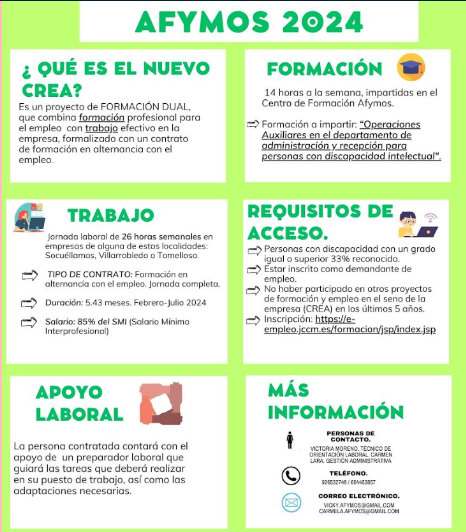 AFYMOS 2024
¿ QUÉ ES EL NUEVO
CREA?
Es un proyecto de FORMACIÓN DUAL,
que combina formación profesional para
el empleo con trabajo efectivo en la
empresa, formalizado con un contrato
de formación en alternancia con el
empleo.
FORMACIÓN
14 horas a la semana, impartidas en el
Centro de Formación Afymos.
Formación a impartir: “Operaciones
Auxiliares en el departamento de
administración y recepción para
personas con discapacidad intelectual".
TRABAJO
Jornada laboral de 26 horas semanales en
empresas de alguna de estas localidades:
Socuéllamos, Villarrobledo o Tomelloso.
TIPO DE CONTRATO: Formación en
alternancia con el empleo. Jornada completa.
Duración: 5.43 meses. Febrero-Julio 2024
Salario: 85% del SMI (Salario Mínimo
Interprofesional)
REQUISITOS DE
ACCESO.
Personas con discapacidad con un grado
igual o superior 33% reconocido.
Estar inscrito como demandante de
empleo.
No haber participado en otros proyectos
de formación y empleo en el seno de la
empresa (CREA) en los últimos 5 años.
Inscripción: https://e-
empleo.jccm.es/formacion/jsp/index.jsp
APOYO
LABORAL
La persona contratada contará con el
apoyo de un preparador laboral que
guiará las tareas que deberá realizar
en su puesto de trabajo, así como las
adaptaciones necesarias.
MÁS
INFORMACIÓN
PERSONAS DE
CONTACTO.
VICTORIA MORENO. TÉCNICO DE
ORIENTACIÓN LABORAL. CARMEN
LARA. GESTIÓN ADMINISTRATIVA
TELÉFONO.
CORREO ELECTRÓNICO.
VICKY.AFYMOS@GMAIL.COM
CARMELA.AFYMOS@GMAIL.COM